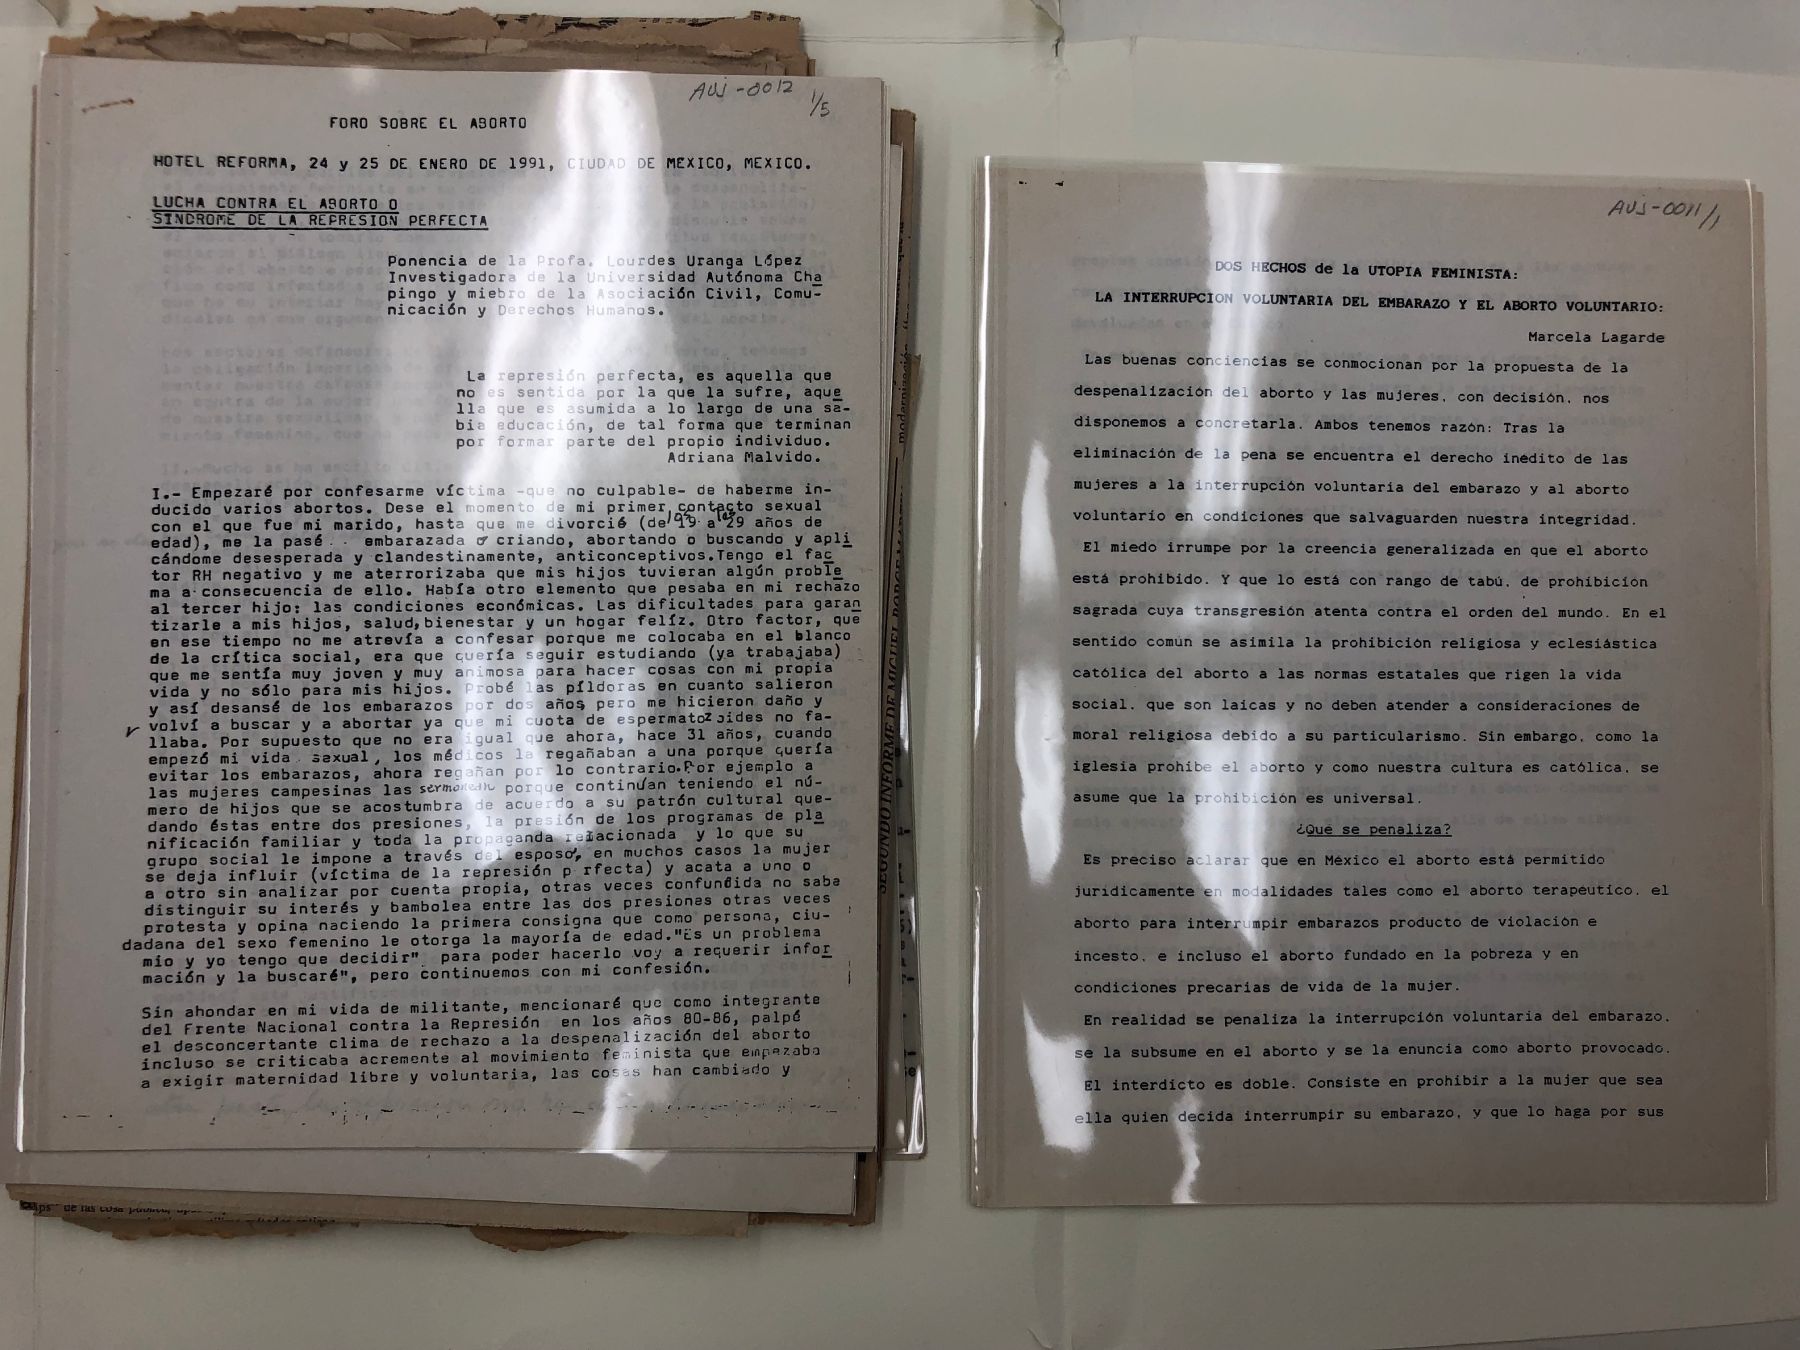 AUJ-0012
1/5
FORO SOBRE EL ABORTO
HOTEL REFORMA, 24 y 25 DE ENERO DE 1991, CIUDAD DE MEXICO, MEXICO.
LUCHA CONTRA EL ABORTO O
SINDROME DE LA REPRESION PERFECTA
Ponencia de la Profa. Lourdes Uranga López
Investigadora de la Universidad Autónoma Cha
pingo y miebro de la Asociación Civil, Comu-
nicación y Derechos Humanos.
La represión perfecta, es aquella que
no es sentida por la que la sufre, aque
lla que es asumida a lo largo de una sa-
bia educación, de tal forma que terminan
por formar parte del propio individuo.
Adriana Malvido.
I.- Empezaré por confesarme víctima -que no culpable- de haberme in-
ducido varios abortos. Dese el momento de mi primer contacto sexual
con el que fue mi marido, hasta que me divorcié (de los 19 a los 29 años de
edad), me la pasé embarazada o criando, abortando o buscando y apli
cándome desesperada y clandestinamente, anticonceptivos.Tengo el fac
tor RH negativo y me aterrorizaba que mis hijos tuvieran algún proble
ma a consecuencia de ello. Había otro elemento que pesaba en mi rechazo
al tercer hijo: las condiciones económicas. Las dificultades para garan
tizarle a mis hijos, salud,bienestar y un hogar felíz. Otro factor, que
en ese tiempo no me atrevía a confesar porque me colocaba en el blanco
de la crítica social, era que quería seguir estudiando (ya trabajaba)
que me sentía muy joven y muy animosa para hacer cosas con mi propia
vida y no sólo para mis hijos. Probé las píldoras en cuanto salieron
y así desansé de los embarazos por dos años, pero me hicieron daño y
volví a buscar y a abortar ya que mi cuota de espermatozoides no fa-
llaba. Por supuesto que no era igual que ahora, hace 31 años, cuando
empezó mi vida sexual, los médicos la regañaban a una porque quería
evitar los embarazos, ahora regañan por lo contrario.Por ejemplo a
las mujeres campesinas las sermonean porque continúan teniendo el nú-
mero de hijos que se acostumbra de acuerdo a su patrón cultural que-
dando éstas entre dos presiones, la presión de los programas de pla
nificación familiar y toda la propaganda relacionada y lo que su
grupo social le impone a través del esposo, en muchos casos la mujer
se deja influir (víctima de la represión p rfecta) y acata a uno o
a otro sin analizar por cuenta propia, otras veces confundida no sabe
distinguir su interés y bambolea entre las dos presiones otras veces
protesta y opina naciendo la primera consigna que como persona, ciu-
dadana del sexo femenino le otorga la mayoría de edad."Es un problema
mio y yo tengo que decidir" para poder hacerlo voy a requerir infor
mación y la buscaré", pero continuemos con mi confesión.
Sin ahondar en mi vida de militante, mencionaré que como integrante
del Frente Nacional contra la Represión en los años 80-86, palpé
el desconcertante clima de rechazo a la despenalización del aborto
incluso se criticaba acremente al movimiento feminista que empezaba
a exigir maternidad libre y voluntaria, las cosas han cambiado y
modernización
SEGUNDO INFORME DE MIGUEL BORGE MARTIN
de las cosa pública,
AUJ-0011/1
DOS HECHOS de la UTOPIA FEMINISTA:
LA INTERRUPCION VOLUNTARIA DEL EMBARAZO Y EL ABORTO VOLUNTARIO:
Marcela Lagarde
Las buenas conciencias se conmocionan por la propuesta de la
despenalización del aborto y las mujeres, con decisión, nos
disponemos a concretarla. Ambos tenemos razón: Tras la
eliminación de la pena se encuentra el derecho inédito de las
mujeres a la interrupción voluntaria del embarazo y al aborto
voluntario en condiciones que salvaguarden nuestra integridad.
El miedo irrumpe por la creencia generalizada en que el aborto
está prohibido. Y que lo está con rango de tabú, de prohibición
sagrada cuya transgresión atenta contra el orden del mundo. En el
sentido común se asimila la prohibición religiosa y eclesiástica
católica del aborto a las normas estatales que rigen la vida
social, que son laicas y no deben atender a consideraciones de
moral religiosa debido a su particularismo. Sin embargo, como la
iglesia prohibe el aborto y como nuestra cultura es católica, se
asume que la prohibición es universal.
¿Qué se penaliza?
Es preciso aclarar que en México el aborto está permitido
jurídicamente en modalidades tales como el aborto terapeutico, el
aborto para interrumpir embarazos producto de violación e
incesto, e incluso el aborto fundado en la pobreza y en
condiciones precarias de vida de la mujer.
En realidad se penaliza la interrupción voluntaria del embarazo,
se la subsume en el aborto y se la enuncia como aborto provocado.
El interdicto es doble. Consiste en prohibir a la mujer que sea
ella quien decida interrumpir su embarazo, y que lo haga por sus